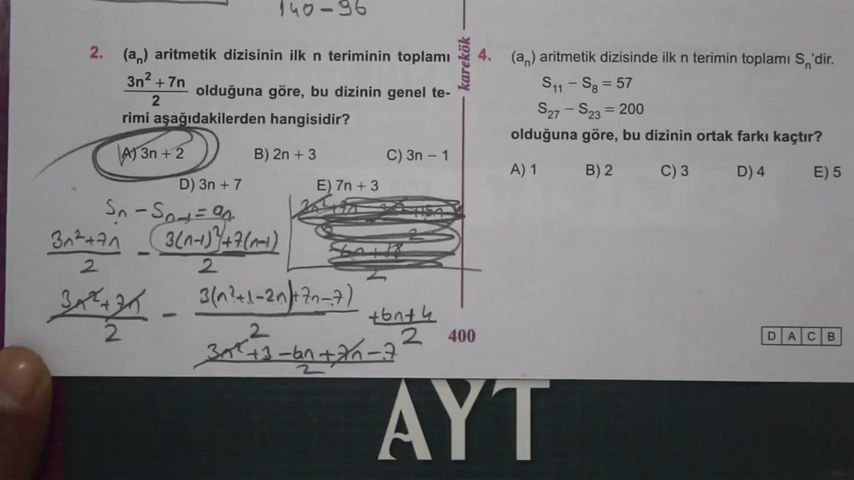 140-96
2. (aₙ) aritmetik dizisinin ilk n teriminin toplamı
3n² + 7n
2
olduğuna göre, bu dizinin genel te-
rimi aşağıdakilerden hangisidir?
A) 3n + 2 B) 2n + 3 C) 3n – 1
D) 3n + 7 E) 7n + 3
Sₙ - Sₙ₋₁ = aₙ
3n²+7n / 2 - 3(n-1)²+7(n-1) / 2
3n²+7n / 2 - 3(n²+1-2n)+7n-7) / 2 +6n+4 / 2
3n²+3-6n+7n-7 / 2
karekök
400
4. (aₙ) aritmetik dizisinde ilk n terimin toplamı Sₙ'dir.
S₁₁ – S₈ = 57
S₂₇ – S₂₃ = 200
olduğuna göre, bu dizinin ortak farkı kaçtır?
A) 1 B) 2 C) 3 D) 4 E) 5
D A C B
AYT